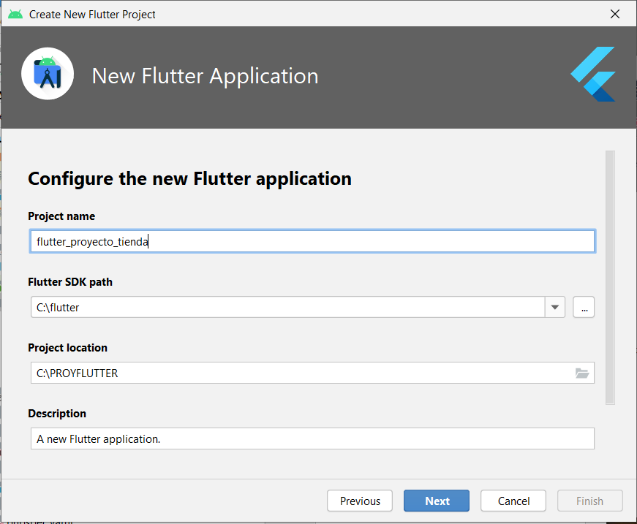 Create New Flutter Project
New Flutter Application
Configure the new Flutter application
Project name
flutter_proyecto_tienda
Flutter SDK path
C:\flutter
...
Project location
C:\PROYFLUTTER
Description
A new Flutter application.
Previous
Next
Cancel
Finish